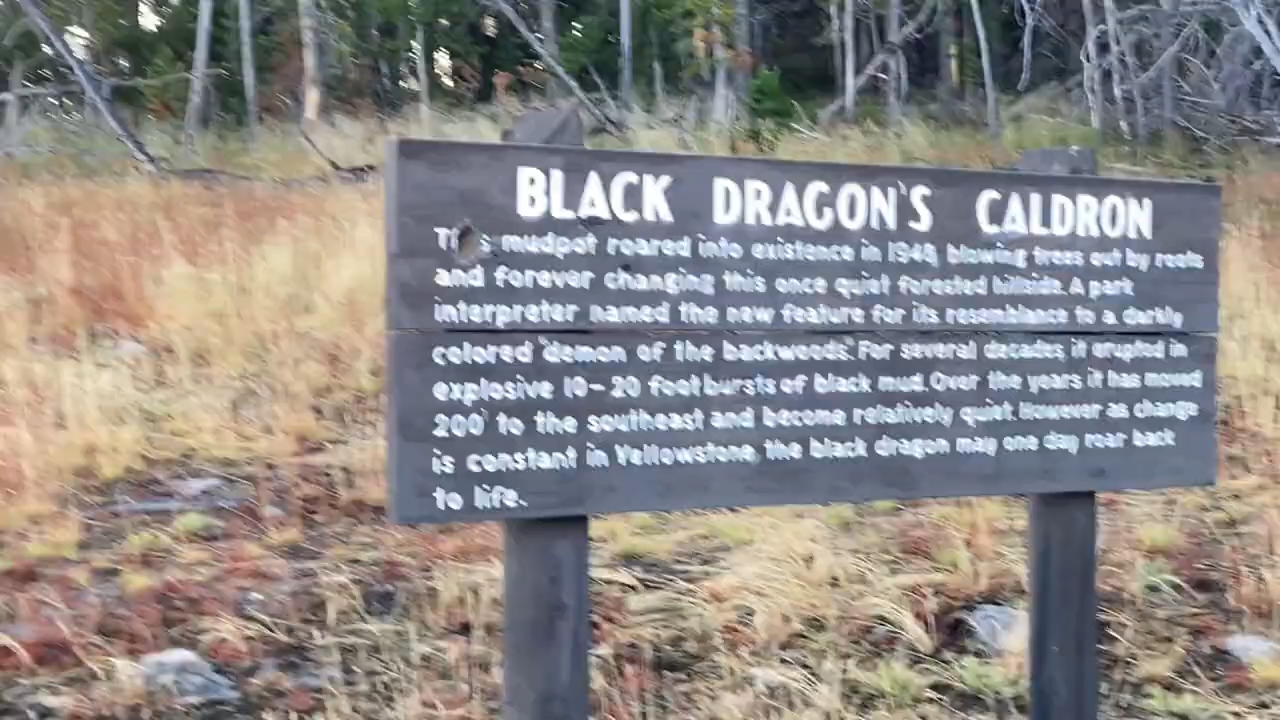 BLACK DRAGON'S CALDRON
This mudpot roared into existence in 1948, blowing trees out by roots
and forever changing this once quiet forested hillside. A park
interpreter named the new feature for its resemblance to a darkly
colored "demon of the backwoods." For several decades, it erupted in
explosive 10-20 foot bursts of black mud. Over the years it has moved
200' to the southeast and become relatively quiet. However as change
is constant in Yellowstone, the black dragon may one day roar back
to life.